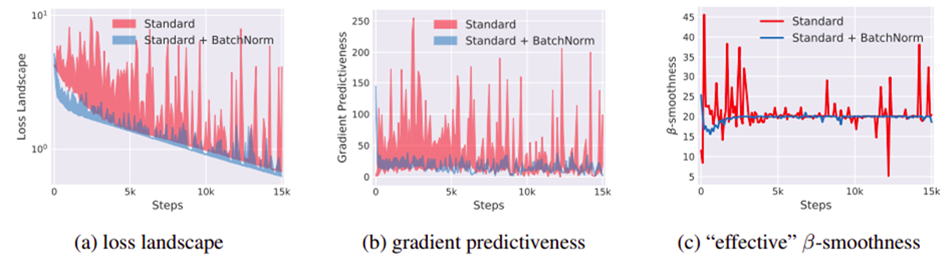 Loss Landscape
10¹
10⁰
Standard
Standard + BatchNorm
0
5k
10k
15k
Steps
(a) loss landscape
Gradient Predictiveness
250
200
150
100
50
0
Standard
Standard + BatchNorm
0
5k
10k
15k
Steps
(b) gradient predictiveness
β-smoothness
45
40
35
30
25
20
15
10
5
Standard
Standard + BatchNorm
0
5k
10k
15k
Steps
(c) “effective” β-smoothness